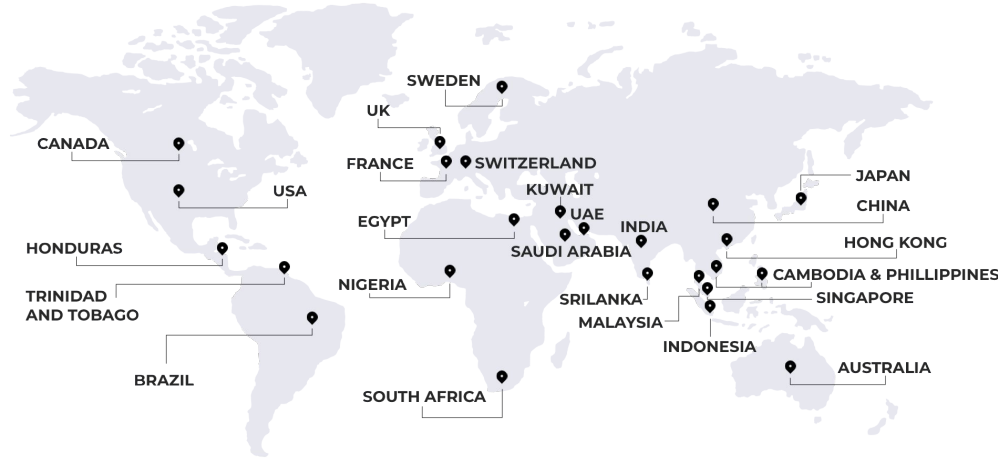 SWEDEN
UK
CANADA
FRANCE
SWITZERLAND
JAPAN
KUWAIT
USA
CHINA
UAE
EGYPT
INDIA
HONG KONG
HONDURAS
SAUDI ARABIA
CAMBODIA & PHILLIPPINES
NIGERIA
TRINIDAD
AND TOBAGO
SRILANKA
SINGAPORE
MALAYSIA
INDONESIA
AUSTRALIA
BRAZIL
SOUTH AFRICA